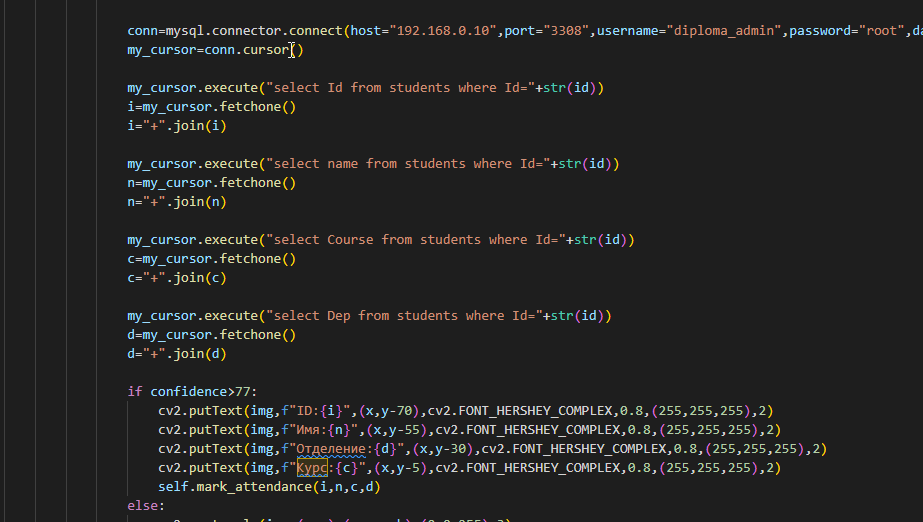 conn=mysql.connector.connect(host="192.168.0.10",port="3308",username="diploma_admin",password="root",da
my_cursor=conn.cursor()
my_cursor.execute("select Id from students where Id="+str(id))
i=my_cursor.fetchone()
i="+".join(i)
my_cursor.execute("select name from students where Id="+str(id))
n=my_cursor.fetchone()
n="+".join(n)
my_cursor.execute("select Course from students where Id="+str(id))
c=my_cursor.fetchone()
c="+".join(c)
my_cursor.execute("select Dep from students where Id="+str(id))
d=my_cursor.fetchone()
d="+".join(d)
if confidence>77:
cv2.putText(img,f"ID:{i}",(x,y-70),cv2.FONT_HERSHEY_COMPLEX,0.8,(255,255,255),2)
cv2.putText(img,f"Имя:{n}",(x,y-55),cv2.FONT_HERSHEY_COMPLEX,0.8,(255,255,255),2)
cv2.putText(img,f"Отделение:{d}",(x,y-30),cv2.FONT_HERSHEY_COMPLEX,0.8,(255,255,255),2)
cv2.putText(img,f"Курс:{c}",(x,y-5),cv2.FONT_HERSHEY_COMPLEX,0.8,(255,255,255),2)
self.mark_attendance(i,n,c,d)
else: